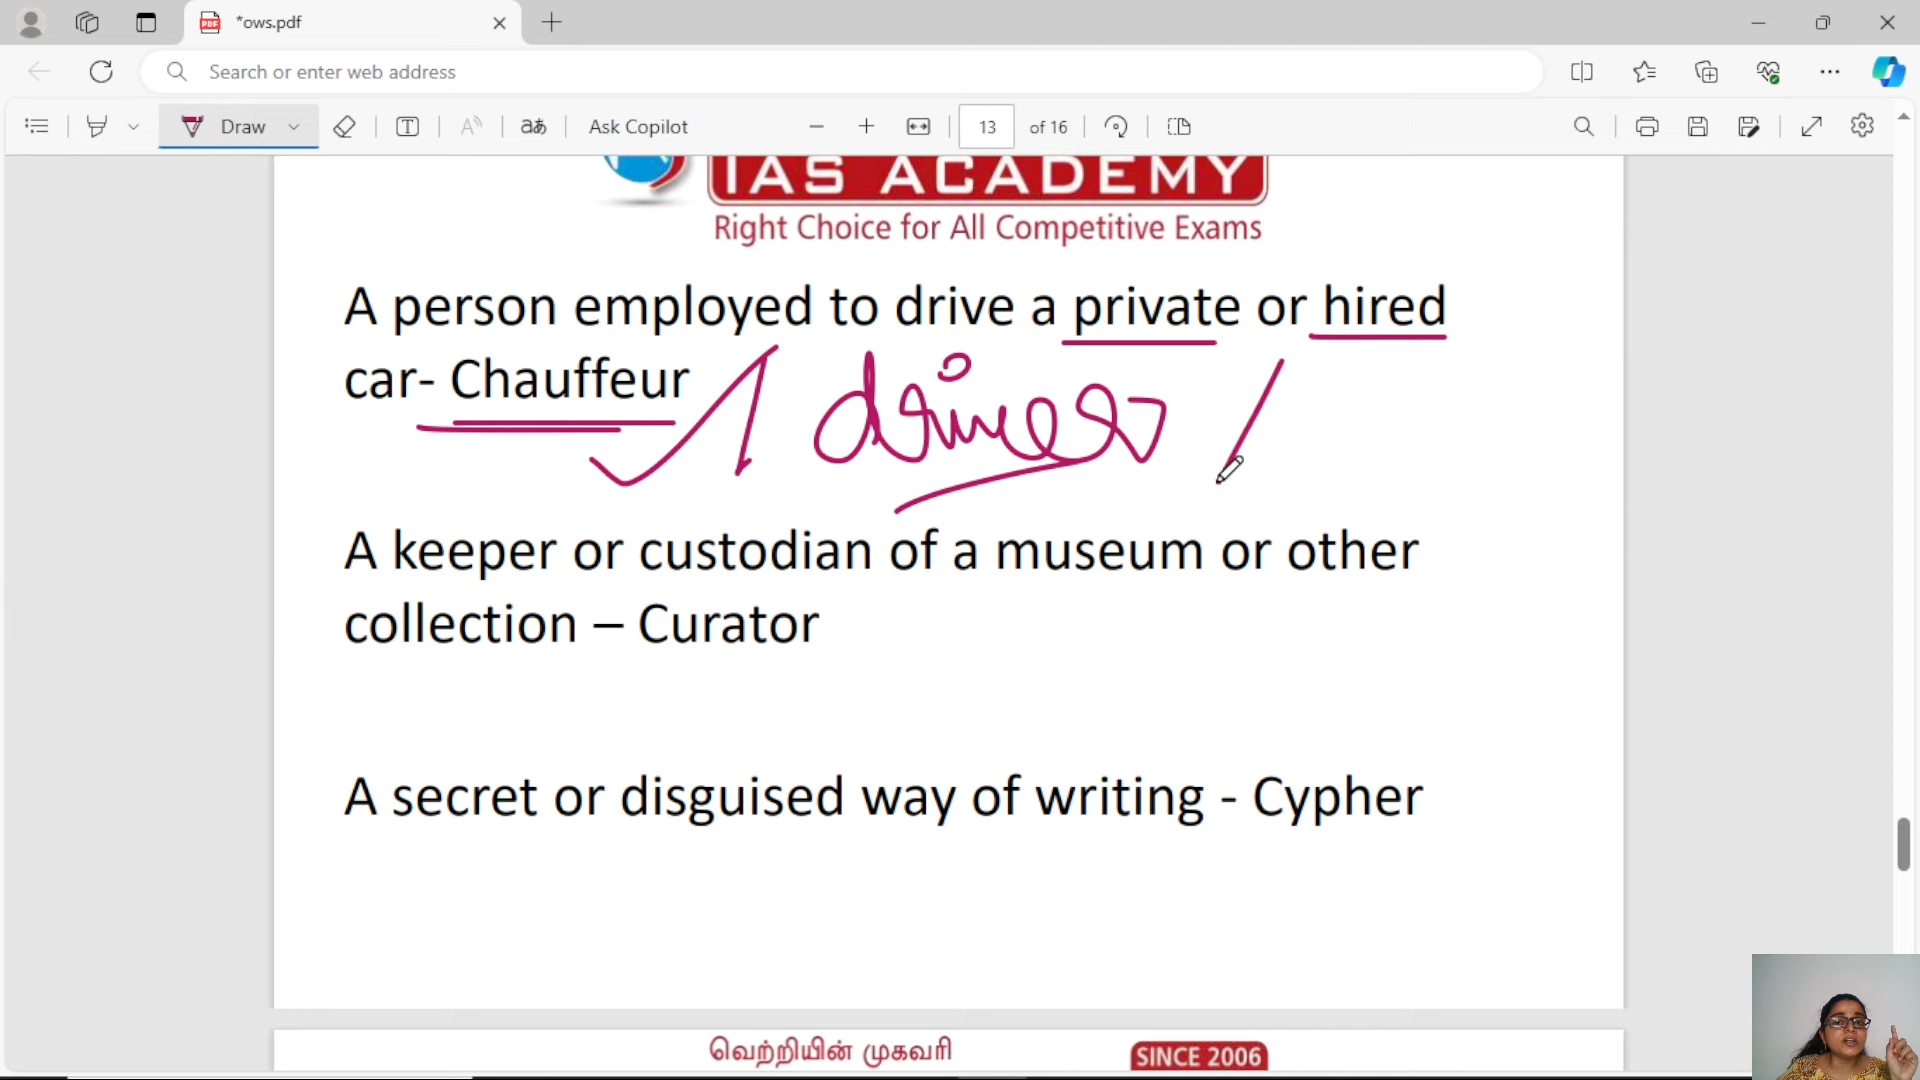 *ows.pdf
Search or enter web address
Draw
Ask Copilot
13 of 16
IAS ACADEMY
Right Choice for All Competitive Exams
A person employed to drive a private or hired
car- Chauffeur
driver
A keeper or custodian of a museum or other
collection – Curator
A secret or disguised way of writing - Cypher
வெற்றியின் முகவரி
SINCE 2006